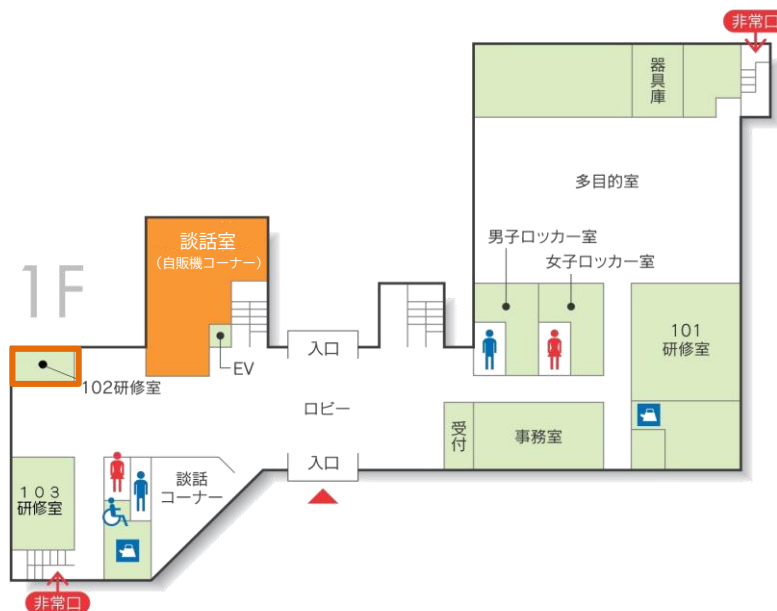 非常口
器具庫
多目的室
談話室
（自販機コーナー）
男子ロッカー室
女子ロッカー室
1F
101
研修室
入口
EV
102研修室
ロビー
受付
事務室
入口
談話
コーナー
103
研修室
非常口